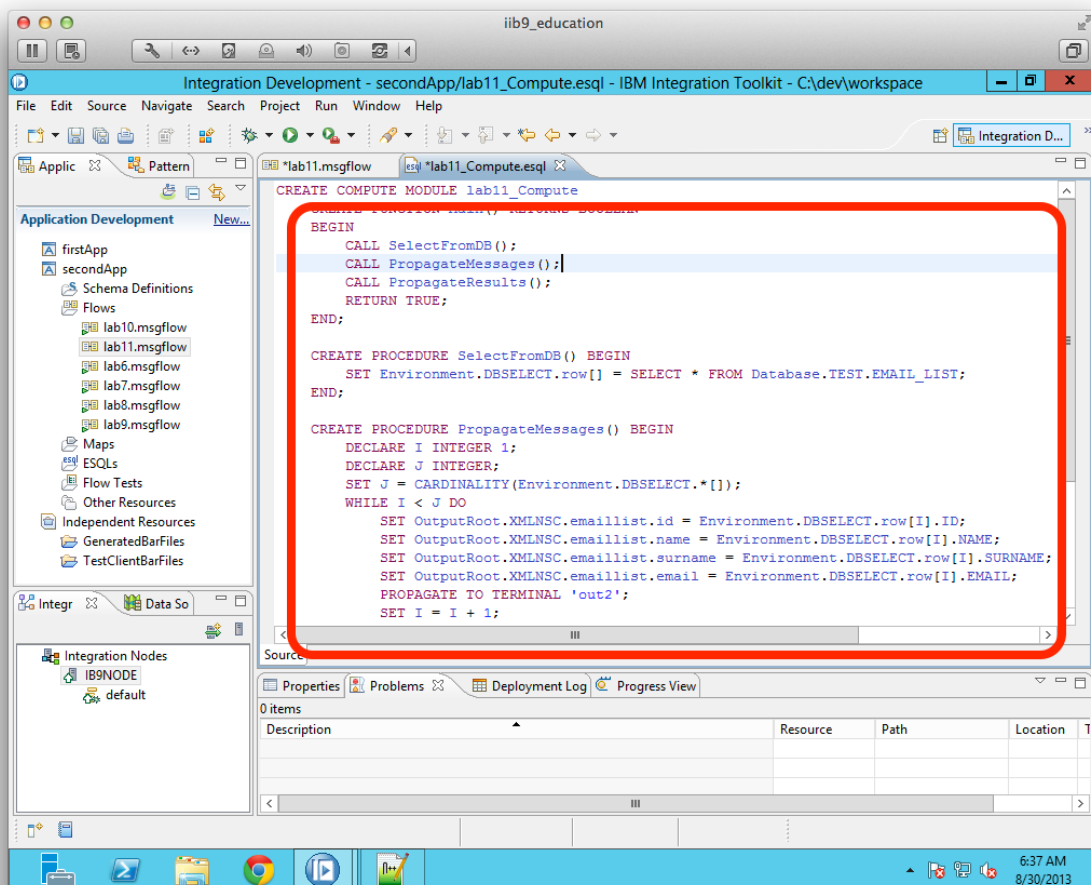 iib9_education
Integration Development - secondApp/lab11_Compute.esql - IBM Integration Toolkit - C:\dev\workspace
File Edit Source Navigate Search Project Run Window Help
Integration D...
Applic
Pattern
*lab11.msgflow
*lab11_Compute.esql
Application Development New...
firstApp
secondApp
Schema Definitions
Flows
lab10.msgflow
lab11.msgflow
lab6.msgflow
lab7.msgflow
lab8.msgflow
lab9.msgflow
Maps
ESQLs
Flow Tests
Other Resources
Independent Resources
GeneratedBarFiles
TestClientBarFiles
CREATE COMPUTE MODULE lab11_Compute
CREATE FUNCTION Main() RETURNS BOOLEAN
BEGIN
CALL SelectFromDB();
CALL PropagateMessages();
CALL PropagateResults();
RETURN TRUE;
END;
CREATE PROCEDURE SelectFromDB() BEGIN
SET Environment.DBSELECT.row[] = SELECT * FROM Database.TEST.EMAIL_LIST;
END;
CREATE PROCEDURE PropagateMessages() BEGIN
DECLARE I INTEGER 1;
DECLARE J INTEGER;
SET J = CARDINALITY(Environment.DBSELECT.*[]);
WHILE I < J DO
SET OutputRoot.XMLNSC.emaillist.id = Environment.DBSELECT.row[I].ID;
SET OutputRoot.XMLNSC.emaillist.name = Environment.DBSELECT.row[I].NAME;
SET OutputRoot.XMLNSC.emaillist.surname = Environment.DBSELECT.row[I].SURNAME;
SET OutputRoot.XMLNSC.emaillist.email = Environment.DBSELECT.row[I].EMAIL;
PROPAGATE TO TERMINAL 'out2';
SET I = I + 1;
Source
Integr
Data So
Integration Nodes
IB9NODE
default
Properties
Problems
Deployment Log
Progress View
0 items
Description Resource Path Location T
6:37 AM
8/30/2013